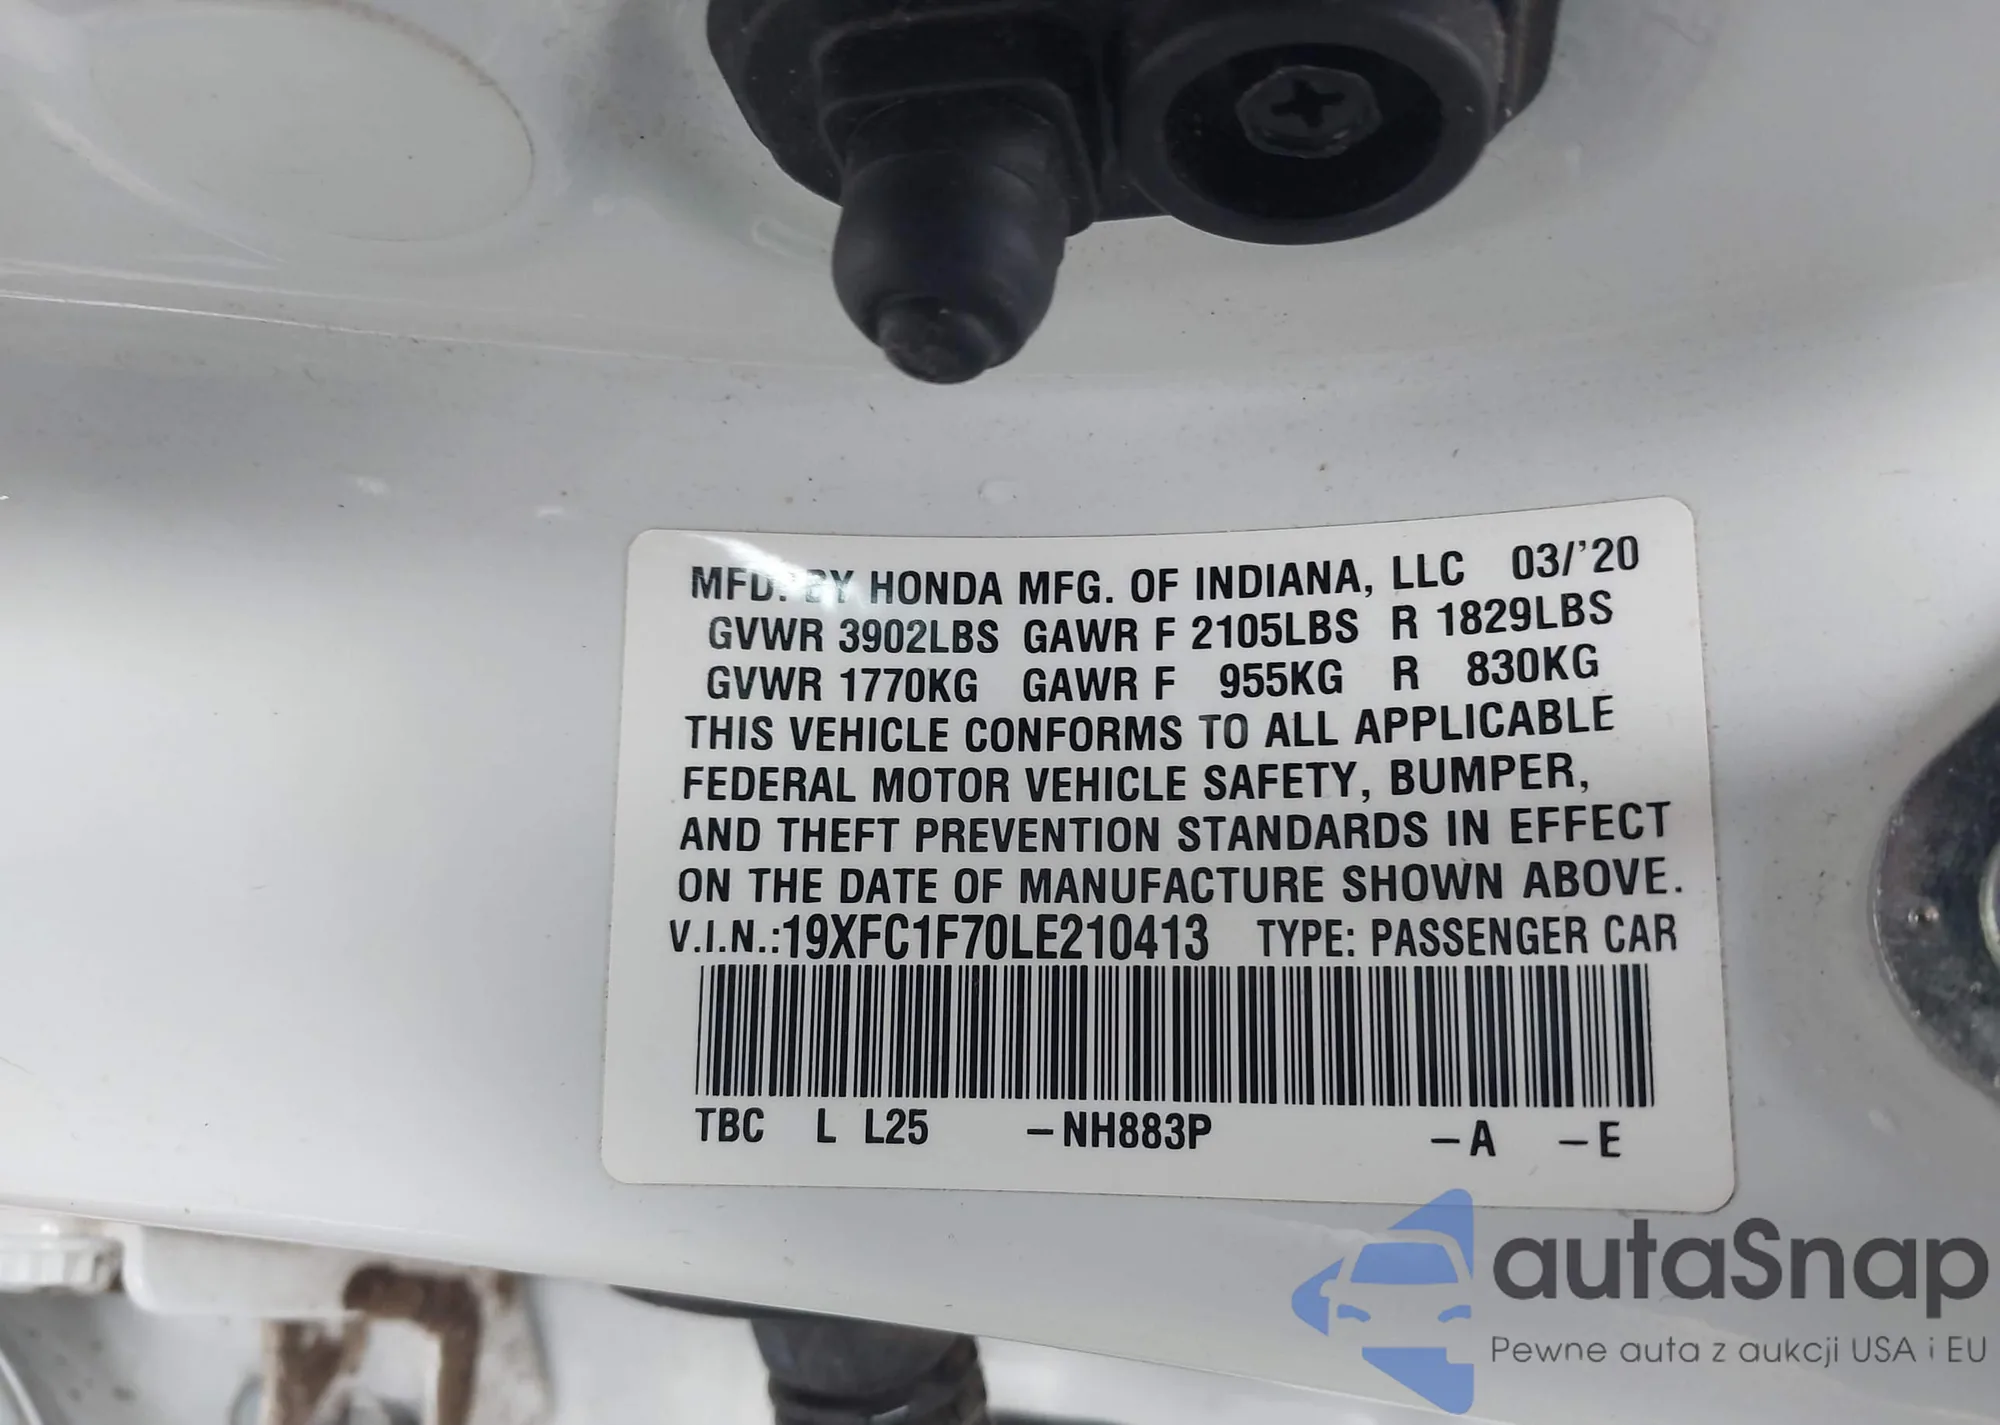 MFD. BY HONDA MFG. OF INDIANA, LLC 03/'20
GVWR 3902LBS GAWR F 2105LBS R 1829LBS
GVWR 1770KG GAWR F 955KG R 830KG
THIS VEHICLE CONFORMS TO ALL APPLICABLE
FEDERAL MOTOR VEHICLE SAFETY, BUMPER,
AND THEFT PREVENTION STANDARDS IN EFFECT
ON THE DATE OF MANUFACTURE SHOWN ABOVE.
V.I.N.:19XFC1F70LE210413 TYPE: PASSENGER CAR
TBC L L25 -NH883P -A -E
autaSnap
Pewne auta z aukcji USA i EU